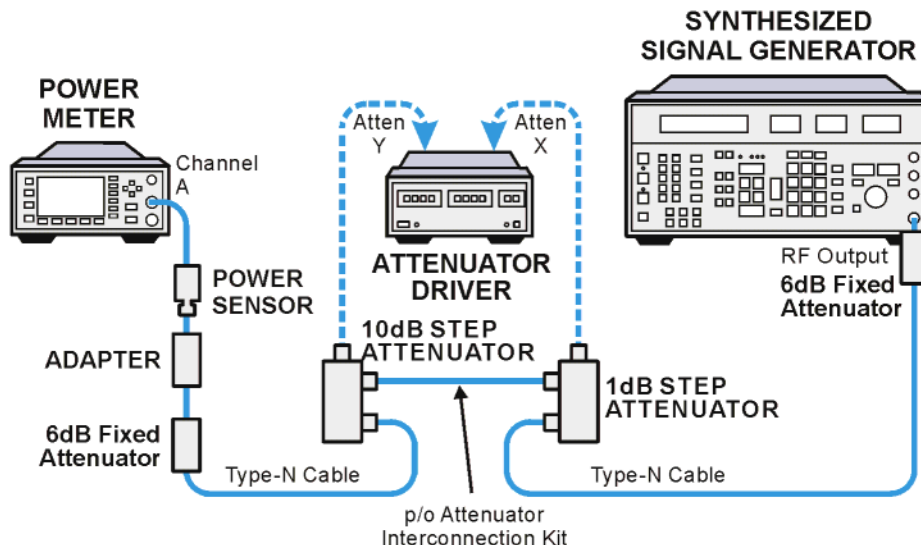 SYNTHESIZED
SIGNAL GENERATOR
POWER
METER
Channel
A
Atten
Y
Atten
X
POWER
SENSOR
ATTENUATOR
DRIVER
RF Output
6dB Fixed
Attenuator
10dB STEP
ATTENUATOR
ADAPTER
1dB STEP
ATTENUATOR
6dB Fixed
Attenuator
Type-N Cable
Type-N Cable
p/o Attenuator
Interconnection Kit